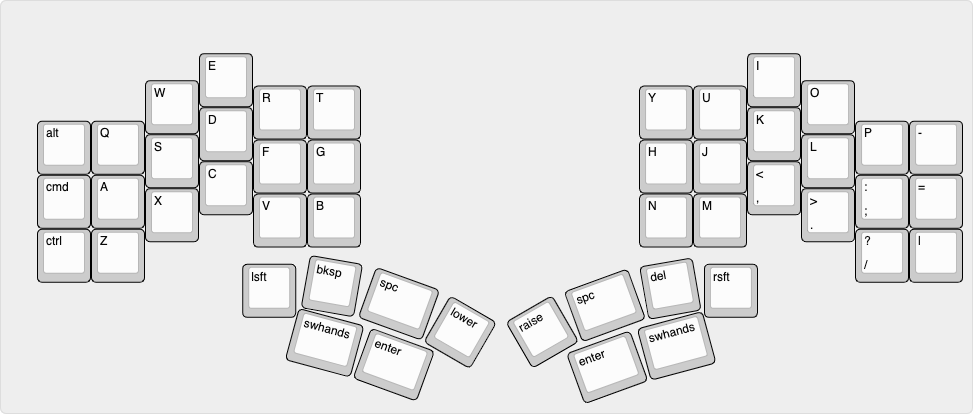 E
I
W
O
R
T
Y
U
D
K
alt
Q
P
-
S
L
F
G
H
J
C
<
,
cmd
A
:
;
=
X
>
.
V
B
N
M
ctrl
Z
?
/
|
lsft
bksp
spc
lower
raise
spc
del
rsft
swhands
enter
enter
swhands